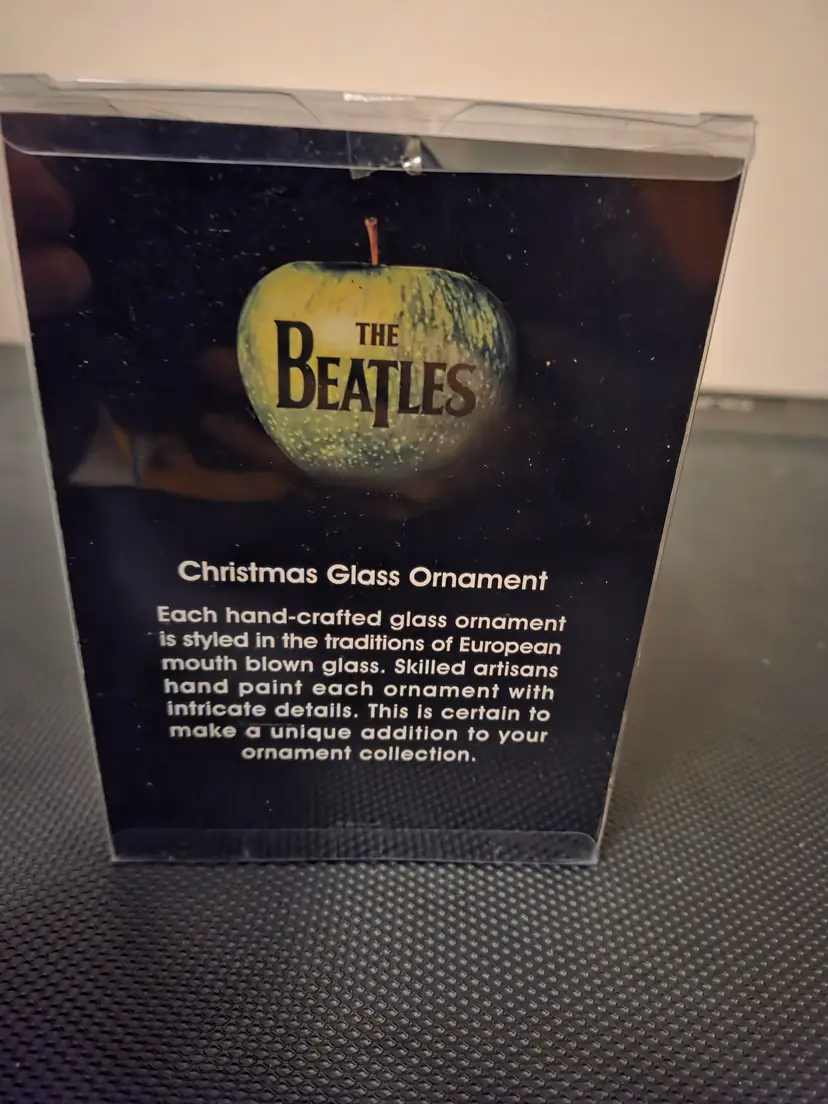 THE
BEATLES
Christmas Glass Ornament
Each hand-crafted glass ornament
is styled in the traditions of European
mouth blown glass. Skilled artisans
hand paint each ornament with
intricate details. This is certain to
make a unique addition to your
ornament collection.